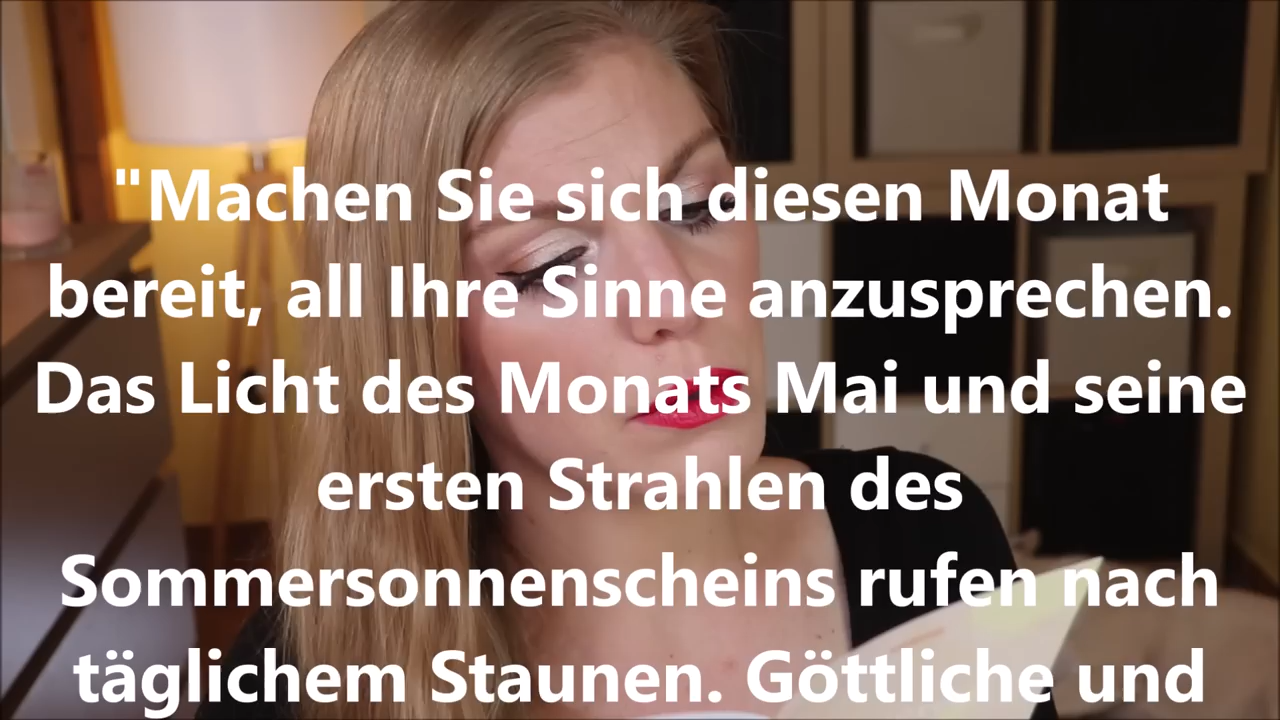 "Machen Sie sich diesen Monat
bereit, all Ihre Sinne anzusprechen.
Das Licht des Monats Mai und seine
ersten Strahlen des
Sommersonnenscheins rufen nach
täglichem Staunen. Göttliche und